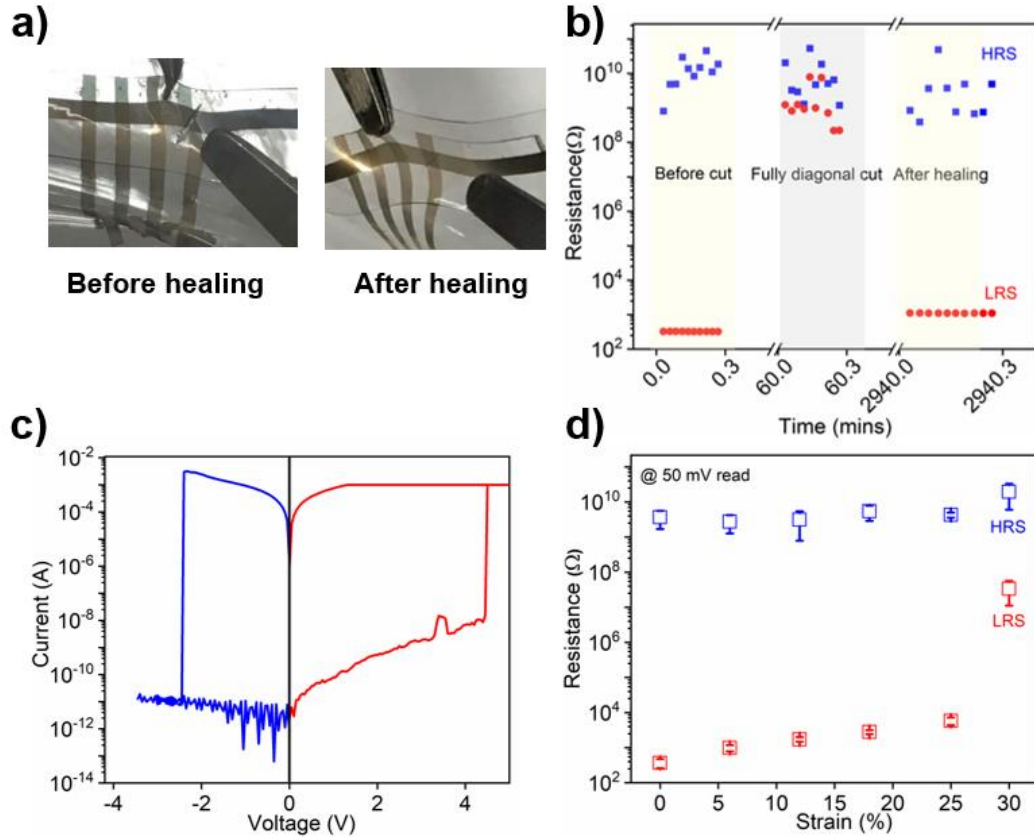 a)
Before healing
After healing
b)
Resistance(Ω)
10^10
10^8
10^6
10^4
10^2
HRS
Before cut
Fully diagonal cut
After healing
LRS
0.0
0.3
60.0
60.3
2940.0
2940.3
Time (mins)
c)
Current (A)
10^-2
10^-4
10^-6
10^-8
10^-10
10^-12
10^-14
-4
-2
0
2
4
Voltage (V)
d)
@ 50 mV read
Resistance (Ω)
10^10
10^8
10^6
10^4
10^2
HRS
LRS
0
5
10
15
20
25
30
Strain (%)